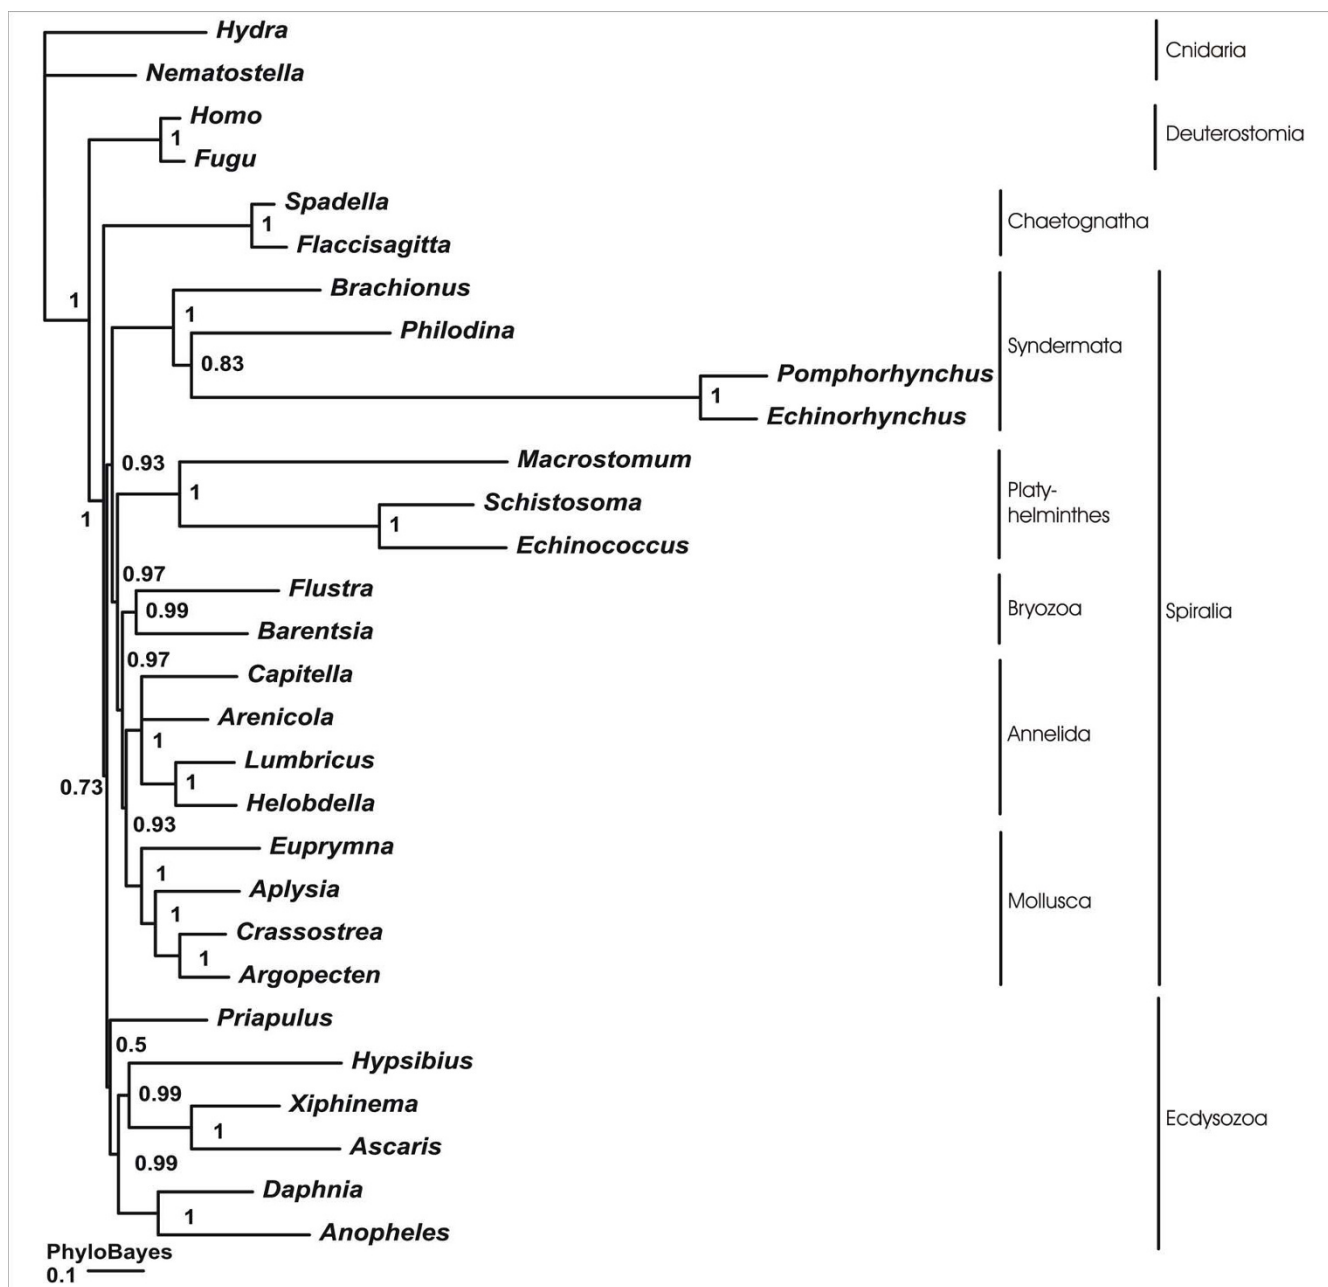 Hydra
Cnidaria
Nematostella
Homo
1
Deuterostomia
Fugu
Spadella
1
Chaetognatha
Flaccisagitta
Brachionus
1
1
Philodina
Syndermata
0.83
Pomphorhynchus
1
Echinorhynchus
0.93
Macrostomum
1
Platy-
helminthes
Schistosoma
1
1
Echinococcus
0.97
Flustra
0.99
Bryozoa
Spiralia
Barentsia
0.97
Capitella
Arenicola
1
Annelida
Lumbricus
1
0.73
Helobdella
0.93
Euprymna
1
Aplysia
1
Mollusca
Crassostrea
1
Argopecten
Priapulus
0.5
Hypsibius
0.99
Xiphinema
1
Ecdysozoa
Ascaris
0.99
Daphnia
1
Anopheles
PhyloBayes
0.1